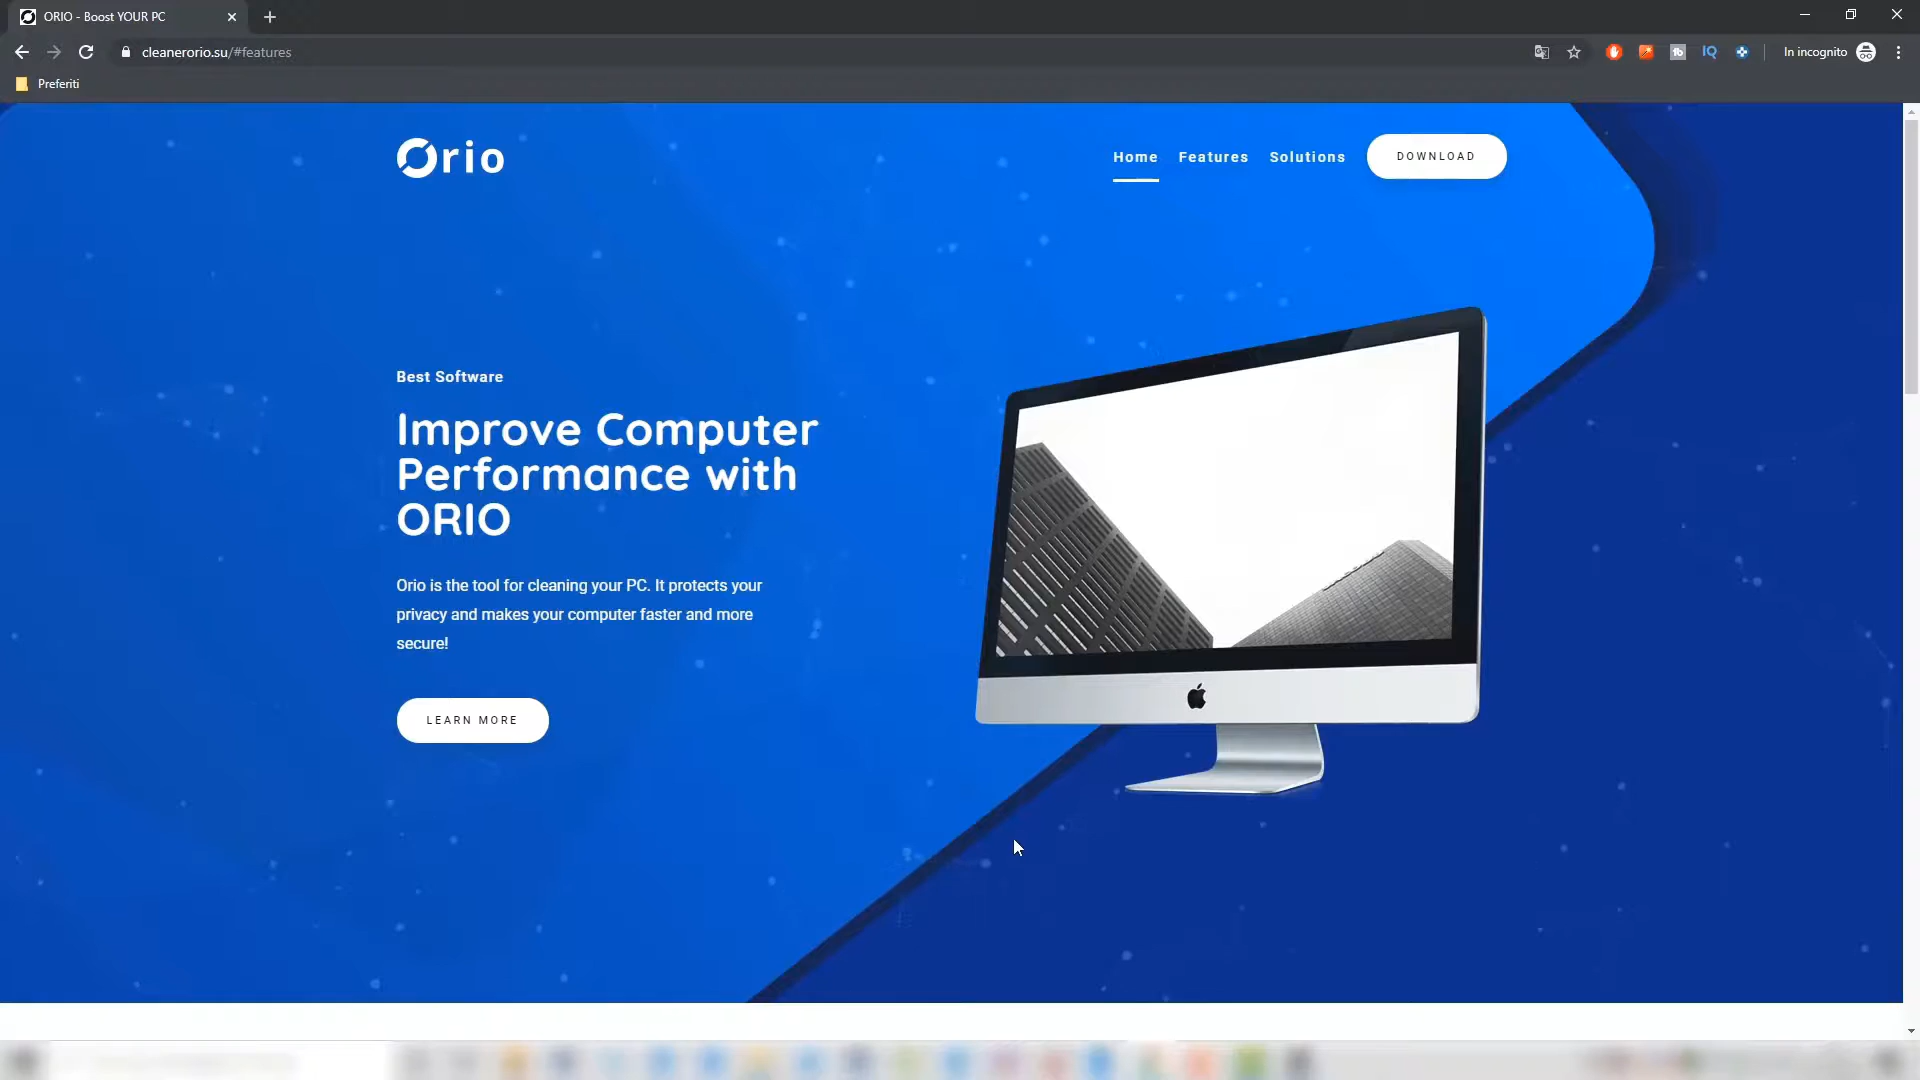 ORIO - Boost YOUR PC
cleanerorio.su/#features
In incognito
Preferiti
Orio
Home Features Solutions DOWNLOAD
Best Software
Improve Computer
Performance with
ORIO
Orio is the tool for cleaning your PC. It protects your
privacy and makes your computer faster and more
secure!
LEARN MORE